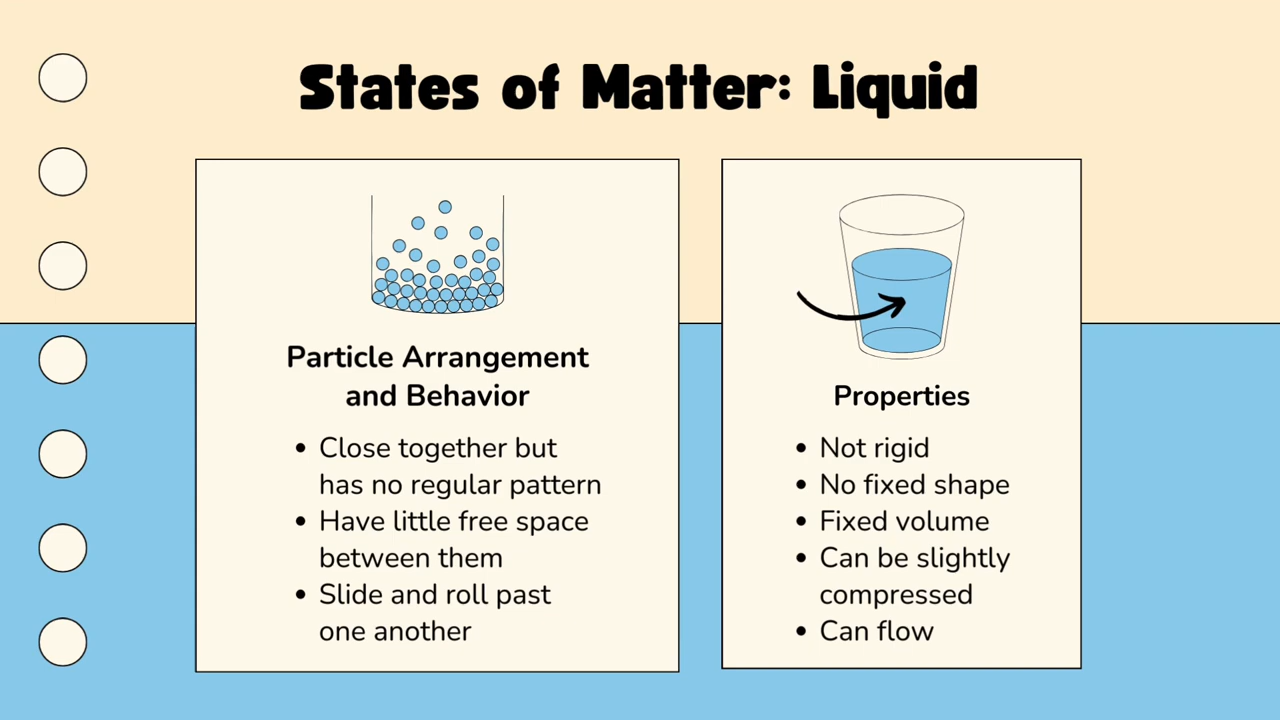 States of Matter: Liquid
Particle Arrangement
and Behavior
• Close together but
has no regular pattern
• Have little free space
between them
• Slide and roll past
one another
Properties
• Not rigid
• No fixed shape
• Fixed volume
• Can be slightly
compressed
• Can flow